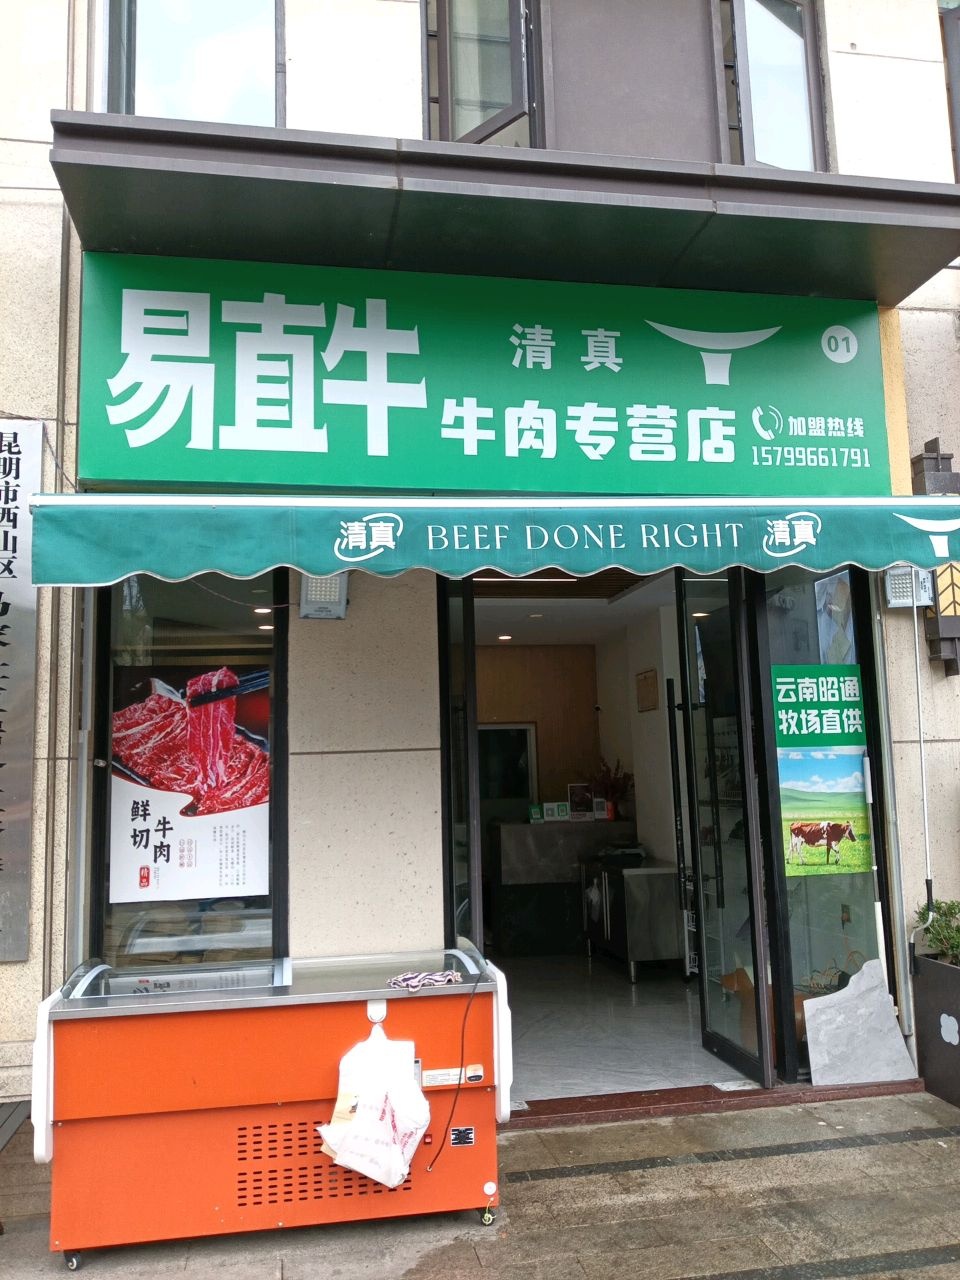 易直牛
清真
01
牛肉专营店
加盟热线
15799661791
清真 BEEF DONE RIGHT 清真
昆明市西山区
云南昭通
牧场直供
鲜切
牛肉
精品